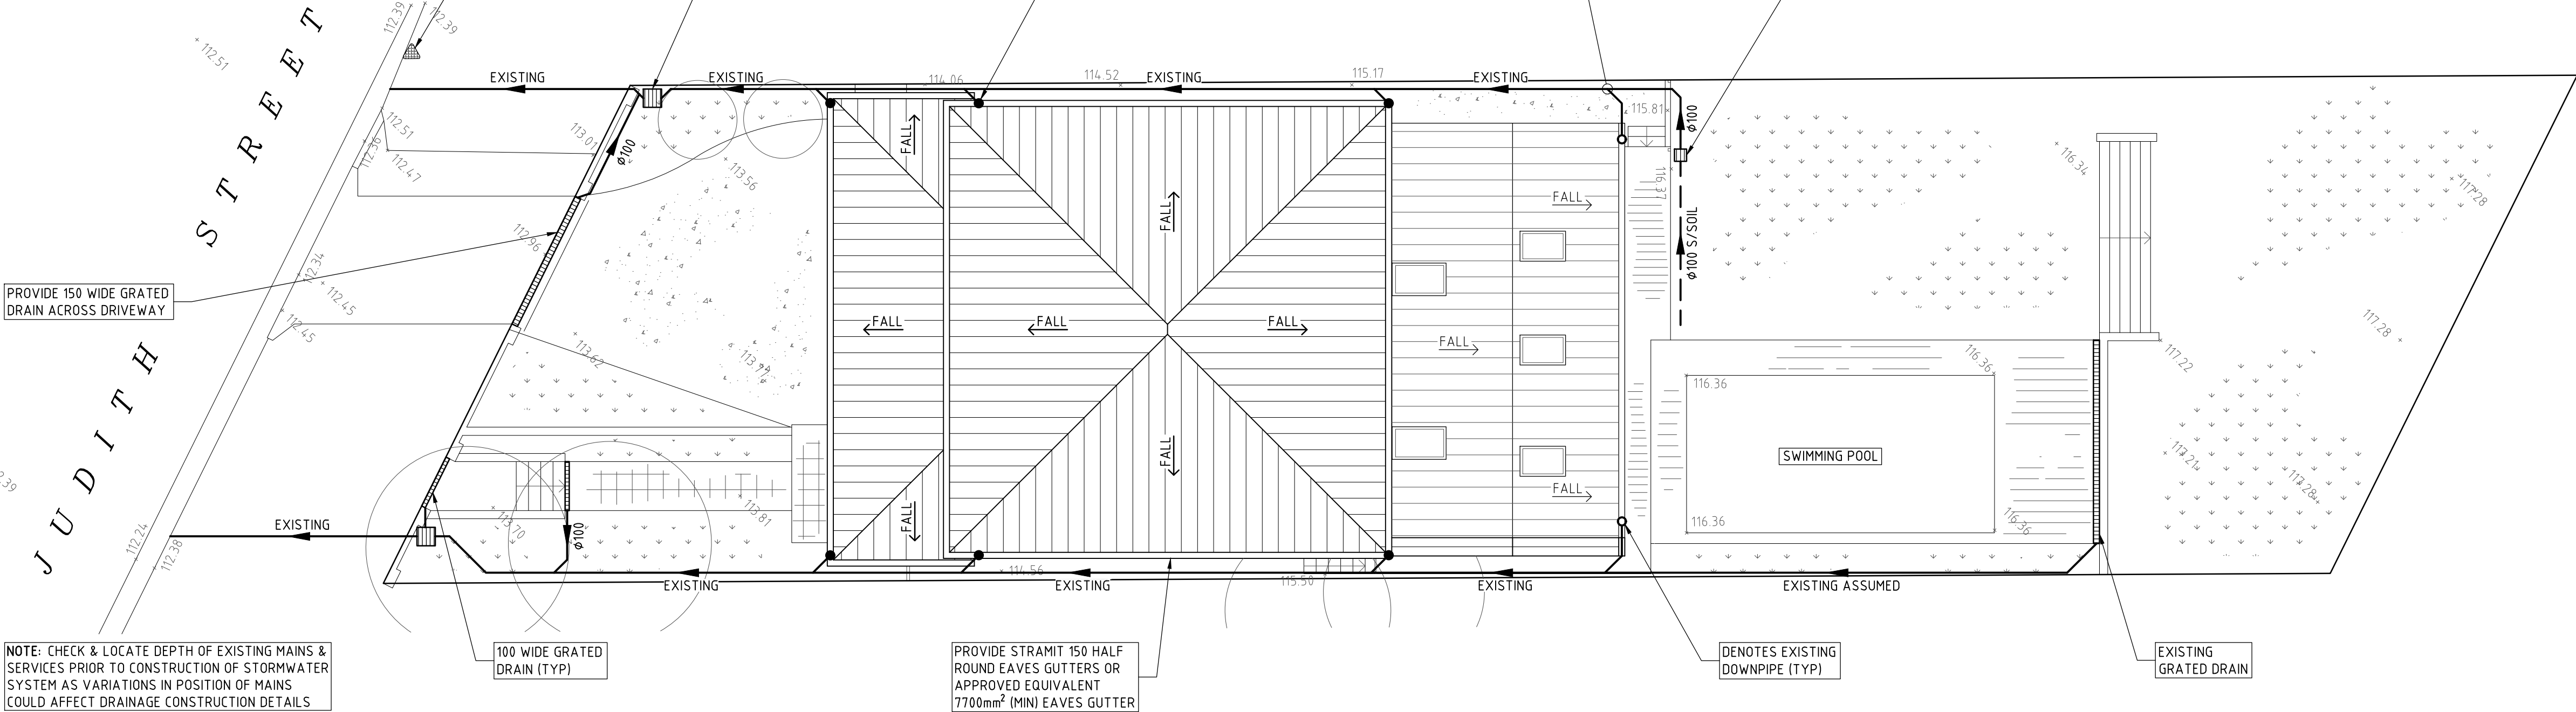 112.39
112.39
112.51
JUDITH STREET
EXISTING
EXISTING
114.06
114.52
EXISTING
115.17
EXISTING
115.81
Ø100
112.51
112.36
112.47
113.01
Ø100
113.56
FALL
FALL
FALL
116.37
116.34
117.28
Ø100 S/SOIL
112.96
112.34
112.45
112.45
PROVIDE 150 WIDE GRATED
DRAIN ACROSS DRIVEWAY
113.62
113.77
FALL
FALL
FALL
FALL
117.28
117.22
116.36
116.36
SWIMMING POOL
FALL
FALL
FALL
117.21
117.28
116.36
116.36
113.81
113.70
Ø100
EXISTING
112.24
112.38
EXISTING
114.56
EXISTING
115.50
EXISTING
EXISTING ASSUMED
NOTE: CHECK & LOCATE DEPTH OF EXISTING MAINS &
SERVICES PRIOR TO CONSTRUCTION OF STORMWATER
SYSTEM AS VARIATIONS IN POSITION OF MAINS
COULD AFFECT DRAINAGE CONSTRUCTION DETAILS
100 WIDE GRATED
DRAIN (TYP)
PROVIDE STRAMIT 150 HALF
ROUND EAVES GUTTERS OR
APPROVED EQUIVALENT
7700mm² (MIN) EAVES GUTTER
DENOTES EXISTING
DOWNPIPE (TYP)
EXISTING
GRATED DRAIN